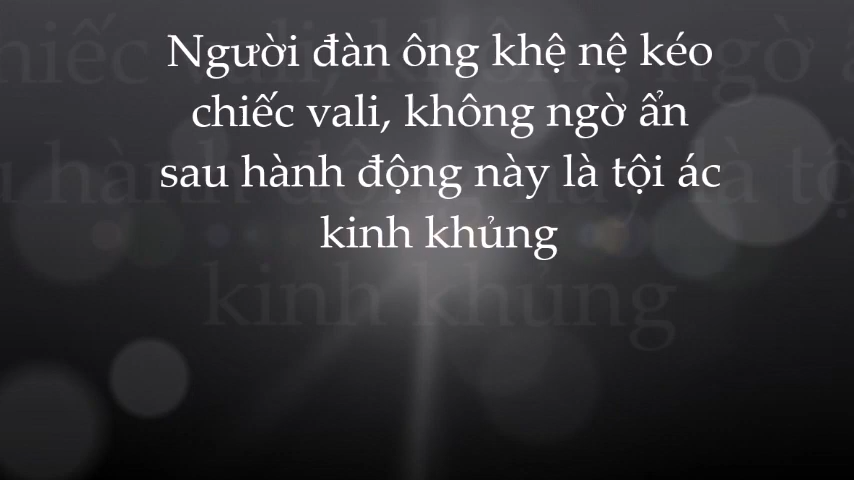 Người đàn ông khệ nệ kéo
chiếc vali, không ngờ ẩn
sau hành động này là tội ác
kinh khủng